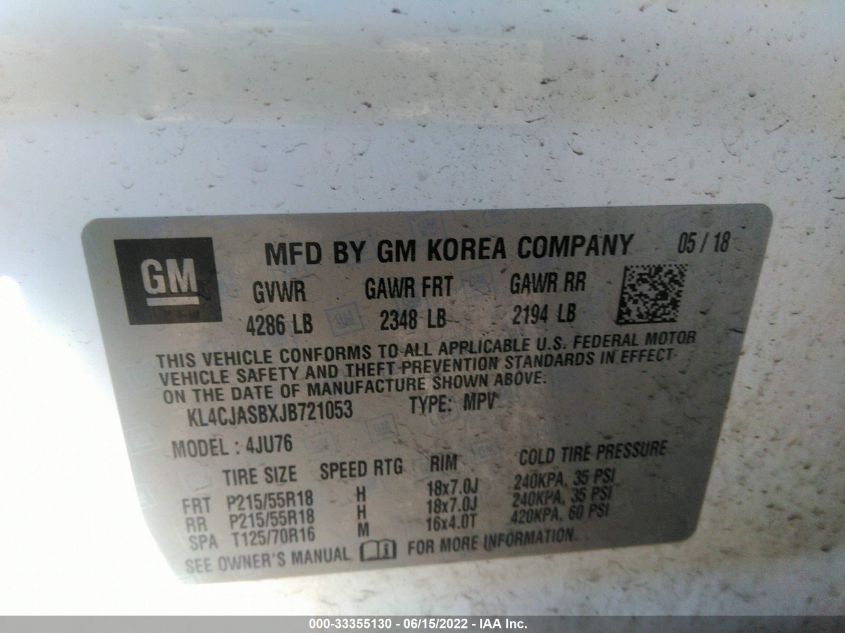 GM
MFD BY GM KOREA COMPANY 05 / 18
GVWR GAWR FRT GAWR RR
4286 LB 2348 LB 2194 LB
THIS VEHICLE CONFORMS TO ALL APPLICABLE U.S. FEDERAL MOTOR
VEHICLE SAFETY AND THEFT PREVENTION STANDARDS IN EFFECT
ON THE DATE OF MANUFACTURE SHOWN ABOVE.
KL4CJASBXJB721053 TYPE: MPV
MODEL : 4JU76
TIRE SIZE SPEED RTG RIM COLD TIRE PRESSURE
FRT P215/55R18 H 18x7.0J 240KPA, 35 PSI
RR P215/55R18 H 18x7.0J 240KPA, 35 PSI
SPA T125/70R16 M 16x4.0T 420KPA, 60 PSI
SEE OWNER'S MANUAL FOR MORE INFORMATION.
000-33355130 - 06/15/2022 - IAA Inc.